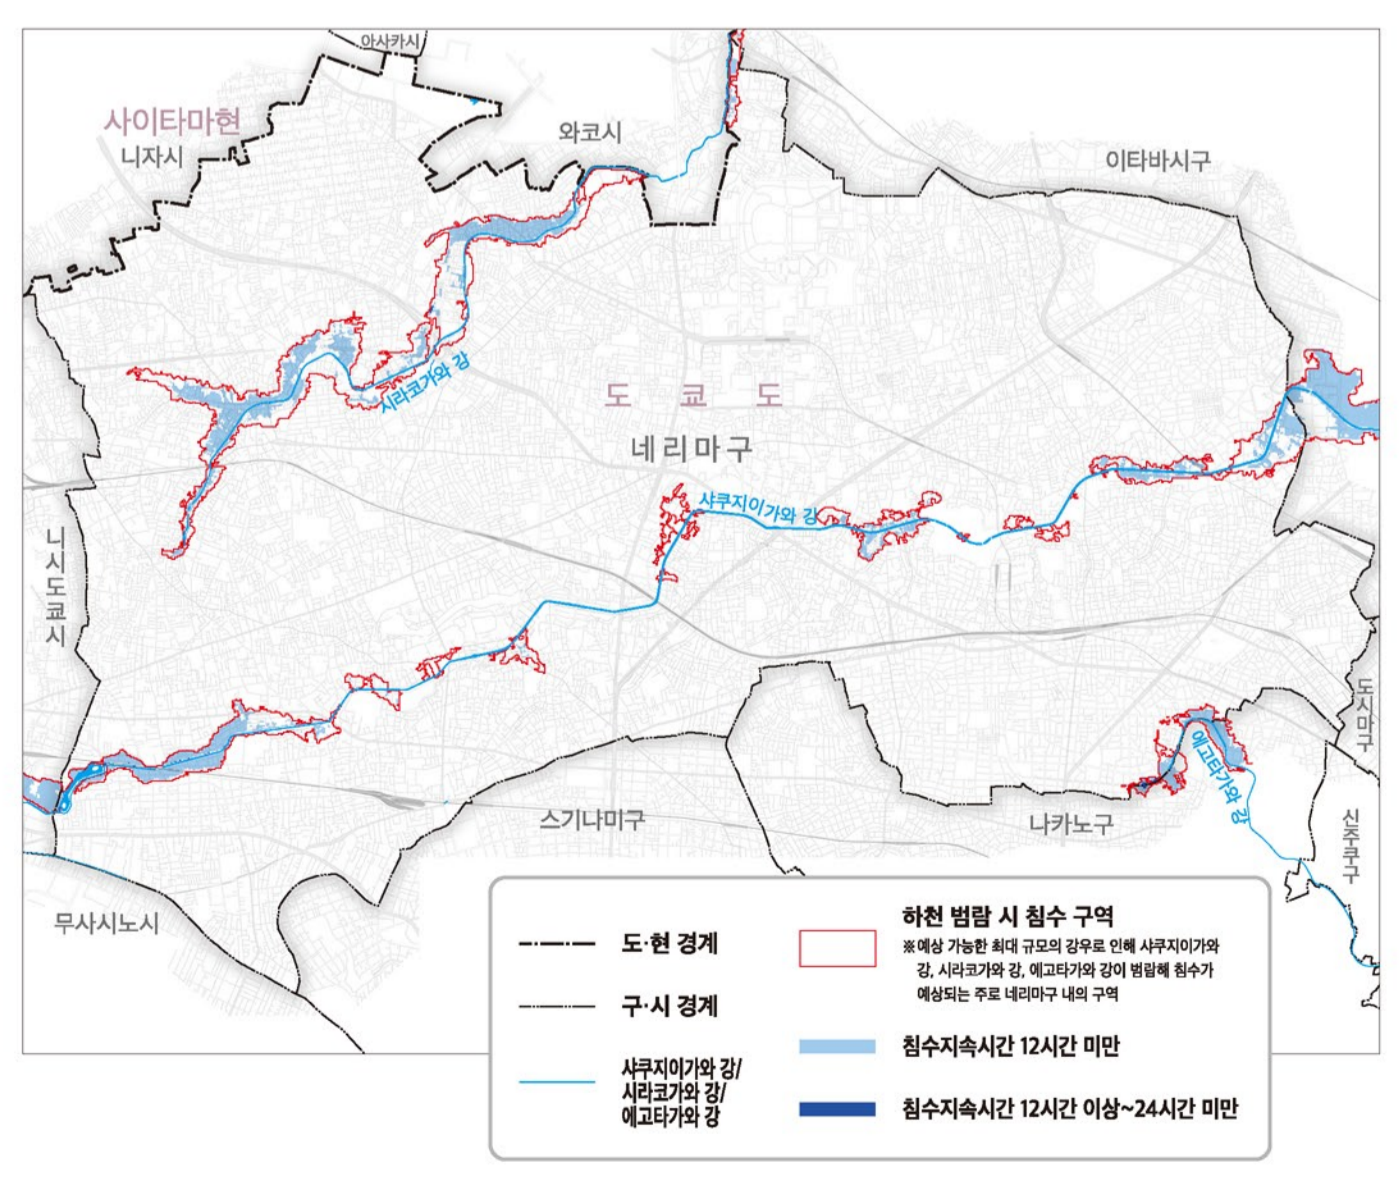 아사카시
사이타마현
니자시
와코시
이타바시구
시라코가와 강
도 쿄 도
네리마구
샤쿠지이가와 강
니시도쿄시
도시마구
에고타가와 강
스기나미구
나카노구
신주쿠구
무사시노시
도·현 경계
구·시 경계
샤쿠지이가와 강/
시라코가와 강/
에고타가와 강
하천 범람 시 침수 구역
※예상 가능한 최대 규모의 강우로 인해 샤쿠지이가와
강, 시라코가와 강, 에고타가와 강이 범람해 침수가
예상되는 주로 네리마구 내의 구역
침수지속시간 12시간 미만
침수지속시간 12시간 이상~24시간 미만